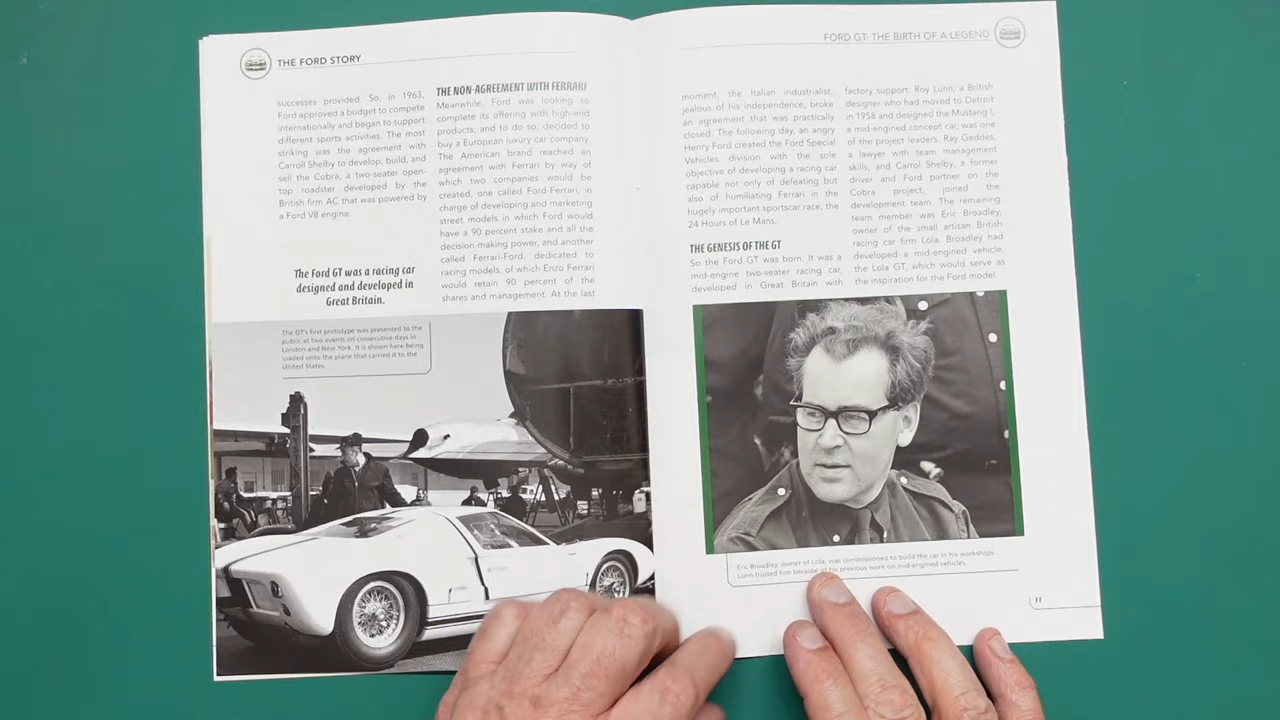 THE FORD STORY
successes provided. So, in 1963,
Ford approved a budget to compete
internationally and began to support
different sports activities. The most
striking was the agreement with
Carroll Shelby to develop, build, and
sell the Cobra, a two-seater open-
top roadster developed by the
British firm AC that was powered by
a Ford V8 engine.
The Ford GT was a racing car
designed and developed in
Great Britain.
THE NON-AGREEMENT WITH FERRARI
Meanwhile, Ford was looking to
complete its offering with high-end
products, and to do so, decided to
buy a European luxury car company.
The American brand reached an
agreement with Ferrari by way of
which two companies would be
created, one called Ford-Ferrari, in
charge of developing and marketing
street models in which Ford would
have a 90 percent stake and all the
decision-making power, and another
called Ferrari-Ford, dedicated to
racing models, of which Enzo Ferrari
would retain 90 percent of the
shares and management. At the last
The GT's first prototype was presented to the
public at two events on consecutive days in
London and New York. It is shown here being
loaded onto the plane that carried it to the
United States.
FORD GT: THE BIRTH OF A LEGEND
moment, the Italian industrialist,
jealous of his independence, broke
an agreement that was practically
closed. The following day, an angry
Henry Ford created the Ford Special
Vehicles division with the sole
objective of developing a racing car
capable not only of defeating but
also of humiliating Ferrari in the
hugely important sportscar race, the
24 Hours of Le Mans.
THE GENESIS OF THE GT
So the Ford GT was born. It was a
mid-engine two-seater racing car,
developed in Great Britain with
factory support. Roy Lunn, a British
designer who had moved to Detroit
in 1958 and designed the Mustang I,
a mid-engined concept car, was one
of the project leaders. Ray Geddes,
a lawyer with team management
skills, and Carrol Shelby, a former
driver and Ford partner on the
Cobra project, joined the
development team. The remaining
team member was Eric Broadley,
owner of the small artisan British
racing car firm Lola. Broadley had
developed a mid-engined vehicle,
the Lola GT, which would serve as
the inspiration for the Ford model.
Eric Broadley, owner of Lola, was commissioned to build the car in his workshops.
Lunn trusted him because of his previous work on mid-engined vehicles.
11